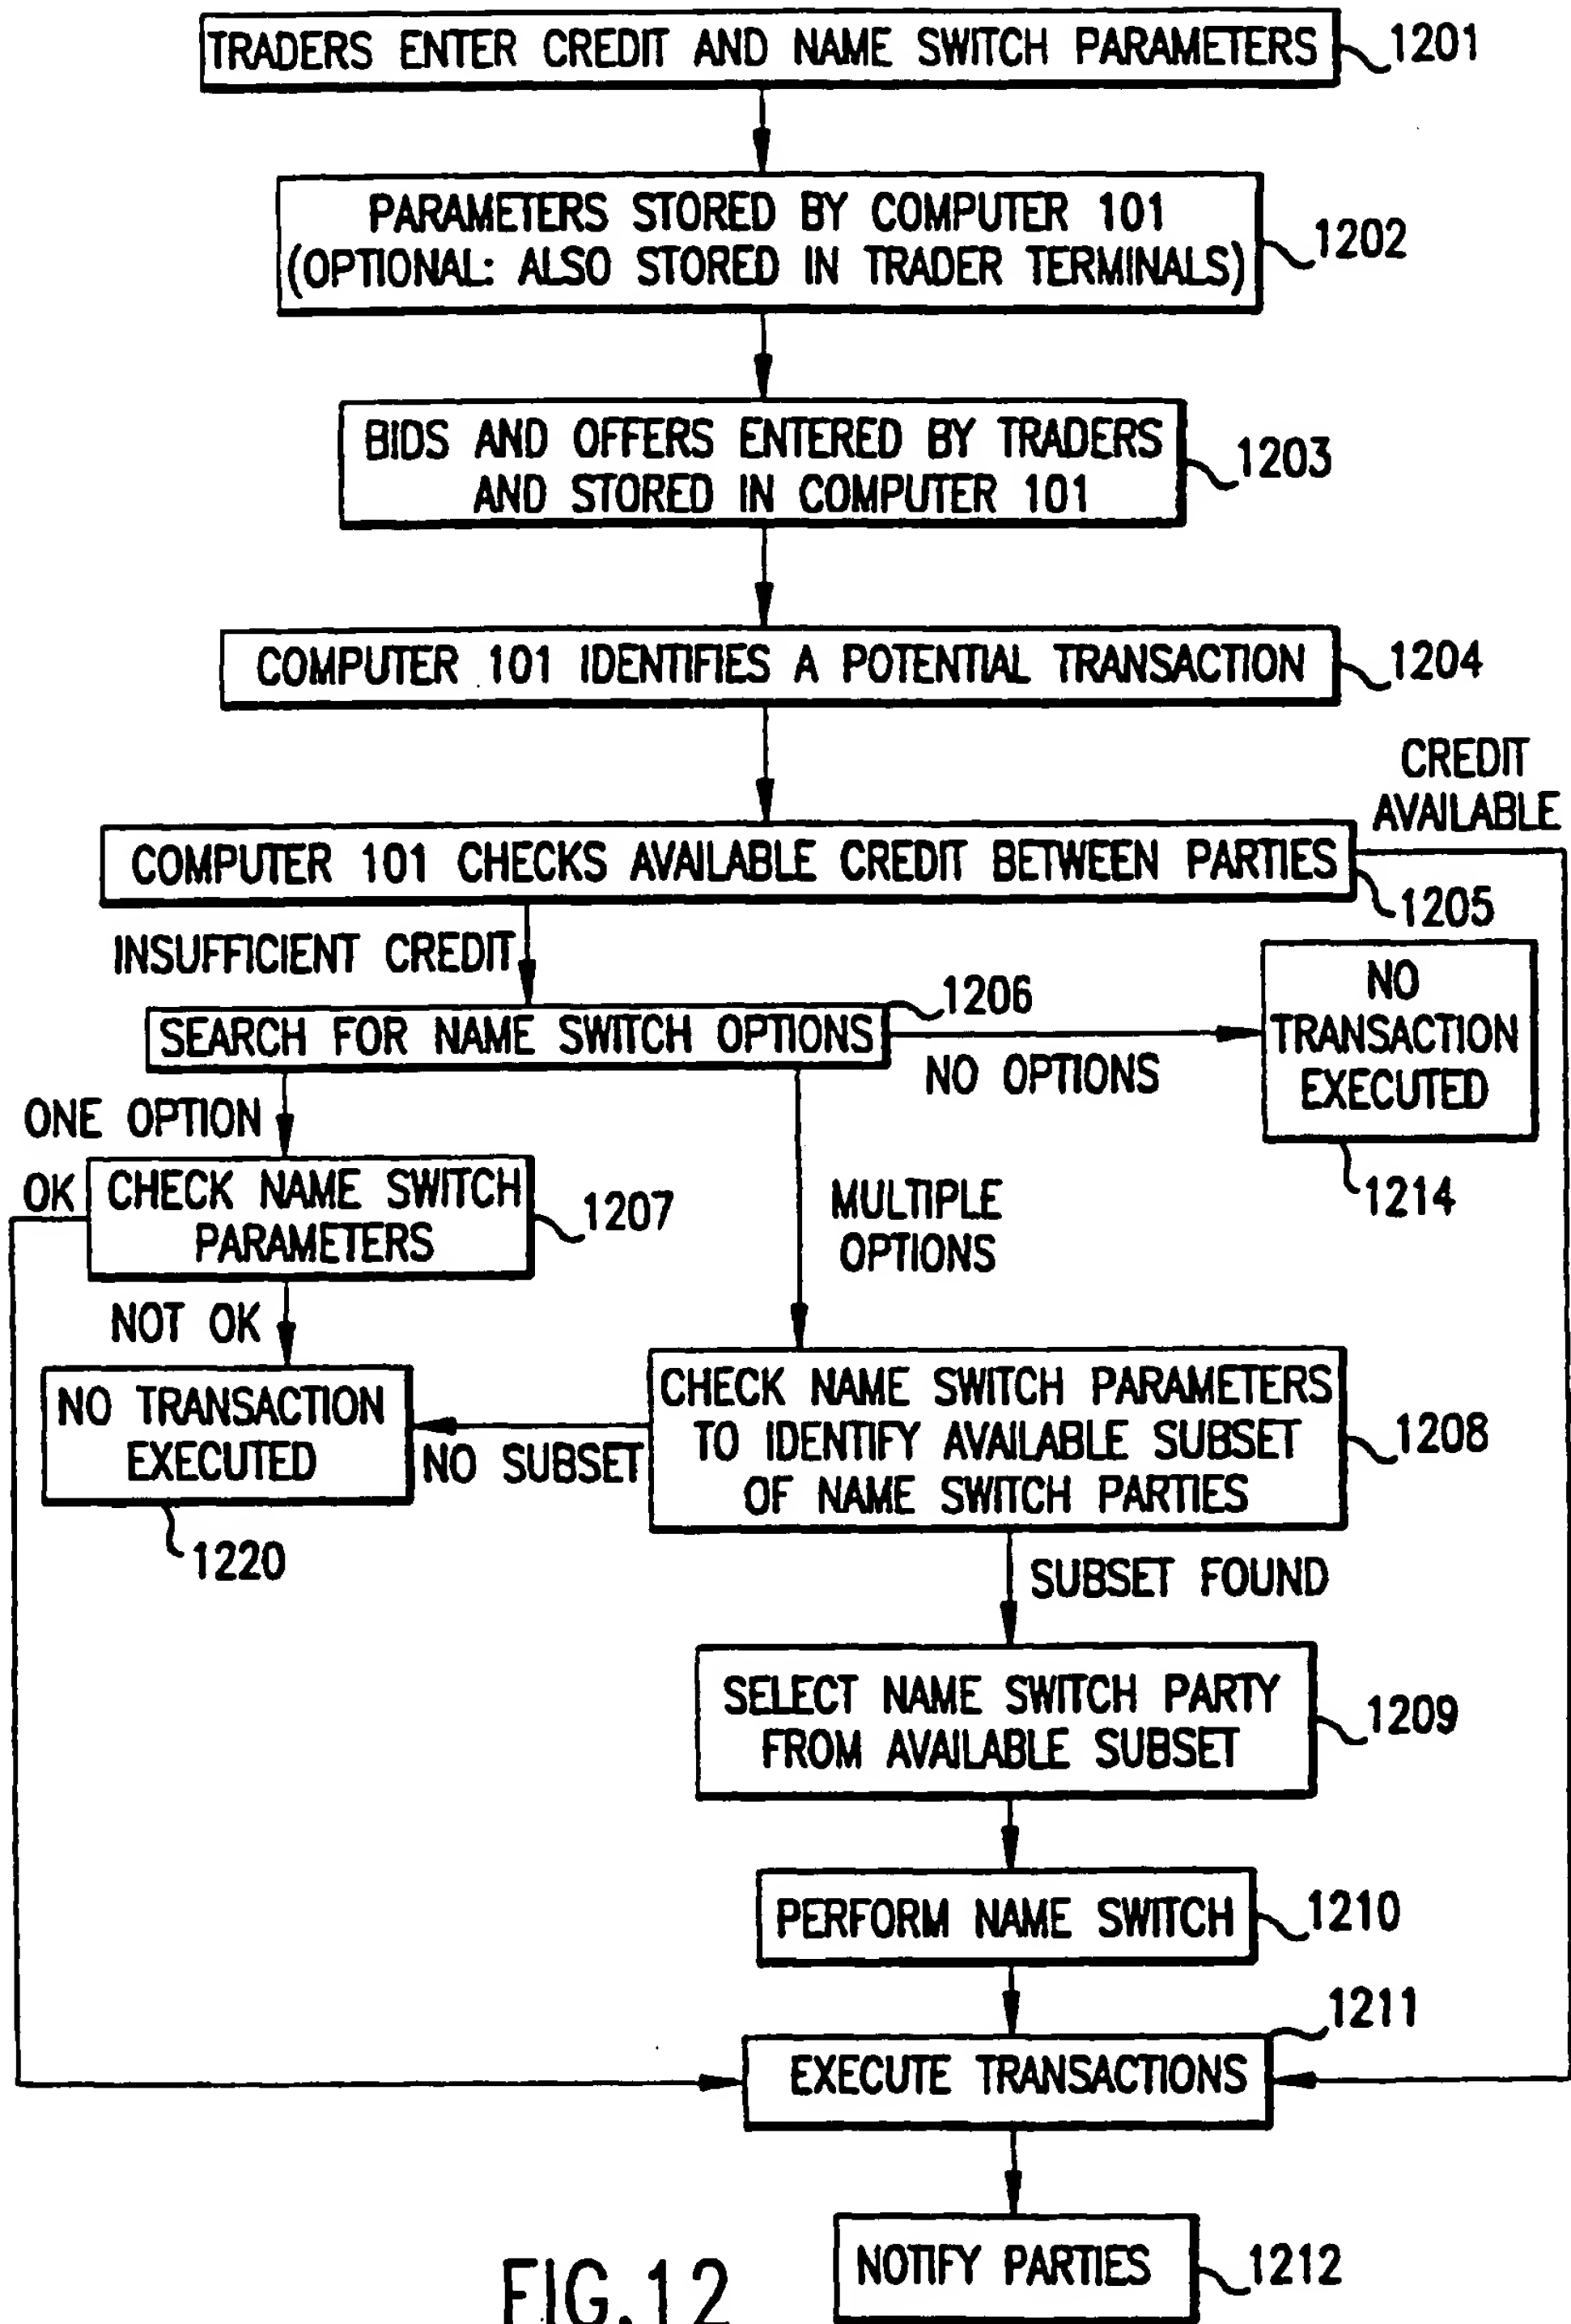 TRADERS ENTER CREDIT AND NAME SWITCH PARAMETERS
1201
PARAMETERS STORED BY COMPUTER 101
(OPTIONAL: ALSO STORED IN TRADER TERMINALS)
1202
BIDS AND OFFERS ENTERED BY TRADERS
AND STORED IN COMPUTER 101
1203
COMPUTER 101 IDENTIFIES A POTENTIAL TRANSACTION
1204
CREDIT
AVAILABLE
COMPUTER 101 CHECKS AVAILABLE CREDIT BETWEEN PARTIES
1205
INSUFFICIENT CREDIT
SEARCH FOR NAME SWITCH OPTIONS
1206
NO OPTIONS
NO
TRANSACTION
EXECUTED
1214
ONE OPTION
OK
CHECK NAME SWITCH
PARAMETERS
1207
MULTIPLE
OPTIONS
NOT OK
NO TRANSACTION
EXECUTED
1220
NO SUBSET
CHECK NAME SWITCH PARAMETERS
TO IDENTIFY AVAILABLE SUBSET
OF NAME SWITCH PARTIES
1208
SUBSET FOUND
SELECT NAME SWITCH PARTY
FROM AVAILABLE SUBSET
1209
PERFORM NAME SWITCH
1210
1211
EXECUTE TRANSACTIONS
NOTIFY PARTIES
1212
FIG.12